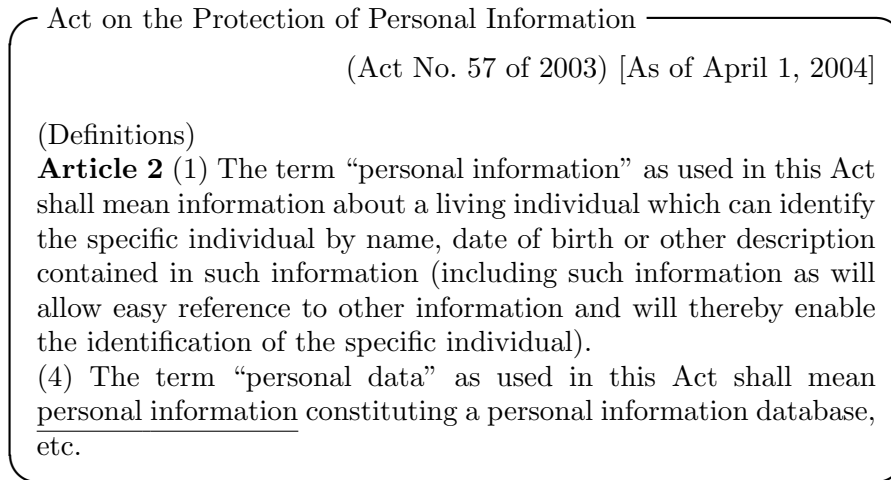 Act on the Protection of Personal Information
(Act No. 57 of 2003) [As of April 1, 2004]
(Definitions)
Article 2 (1) The term “personal information” as used in this Act
shall mean information about a living individual which can identify
the specific individual by name, date of birth or other description
contained in such information (including such information as will
allow easy reference to other information and will thereby enable
the identification of the specific individual).
(4) The term “personal data” as used in this Act shall mean
personal information constituting a personal information database,
etc.